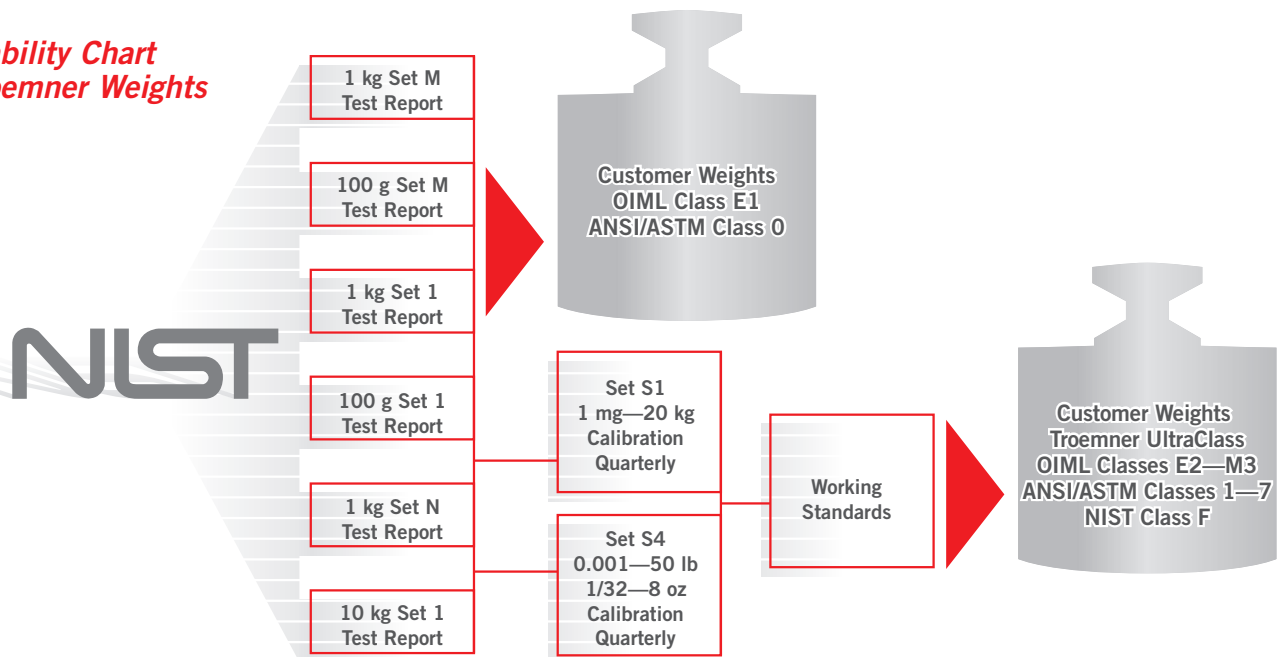 bility Chart
emner Weights
1 kg Set M
Test Report
100 g Set M
Test Report
1 kg Set 1
Test Report
100 g Set 1
Test Report
1 kg Set N
Test Report
10 kg Set 1
Test Report
NIST
Customer Weights
OIML Class E1
ANSI/ASTM Class 0
Set S1
1 mg—20 kg
Calibration
Quarterly
Set S4
0.001—50 lb
1/32—8 oz
Calibration
Quarterly
Working
Standards
Customer Weights
Troemner UltraClass
OIML Classes E2—M3
ANSI/ASTM Classes 1—7
NIST Class F